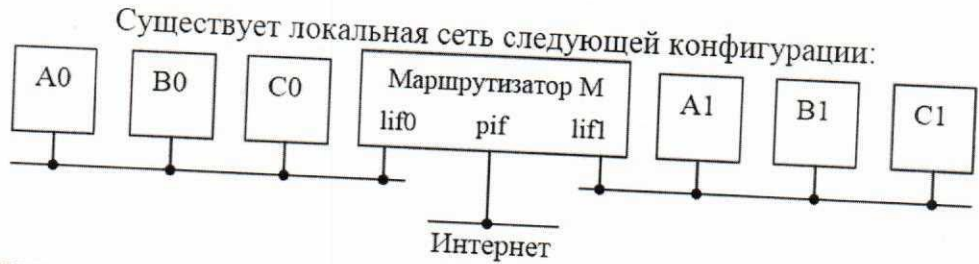 Существует локальная сеть следующей конфигурации:
A0 B0 C0 Маршрутизатор М A1 B1 C1
lif0 pif lif1
Интернет